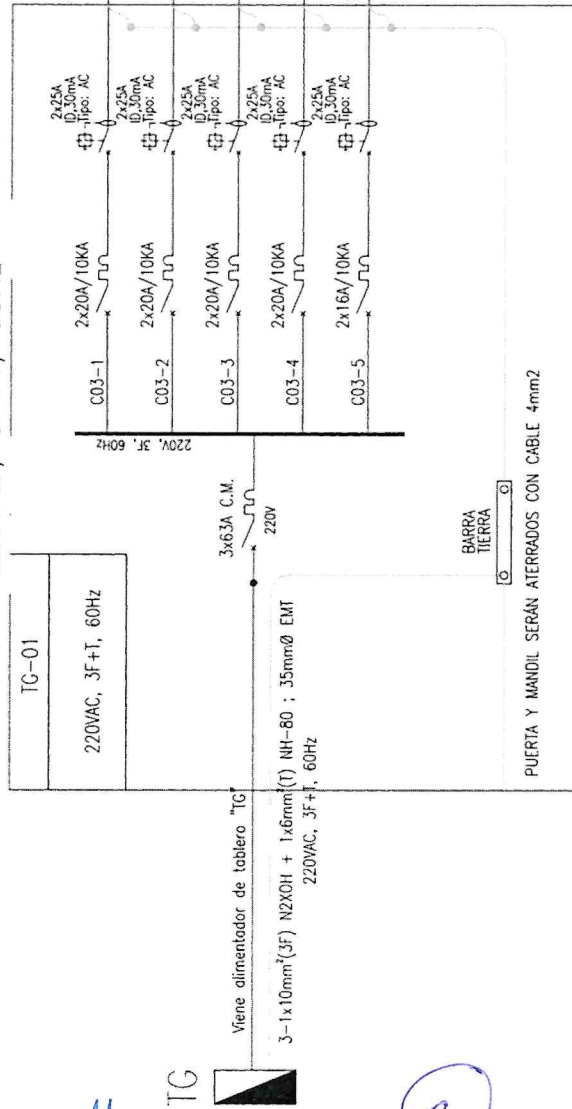 TG-01
220VAC, 3F+T, 60Hz
TG
Viene alimentador de tablero "TG"
3-1x10mm²(3F) N2XOH + 1x6mm²(T) NH-80 ; 35mmØ EMT
220VAC, 3F+T, 60Hz
3x63A C.M.
220V
220V, 3F, 60Hz
C03-1
2x20A/10KA
2x25A
ID,30mA
Tipo: AC
C03-2
2x20A/10KA
2x25A
ID,30mA
Tipo: AC
C03-3
2x20A/10KA
2x25A
ID,30mA
Tipo: AC
C03-4
2x20A/10KA
2x25A
ID,30mA
Tipo: AC
C03-5
2x16A/10KA
2x25A
ID,30mA
Tipo: AC
BARRA
TIERRA
PUERTA Y MANDIL SERÁN ATERRADOS CON CABLE 4mm2